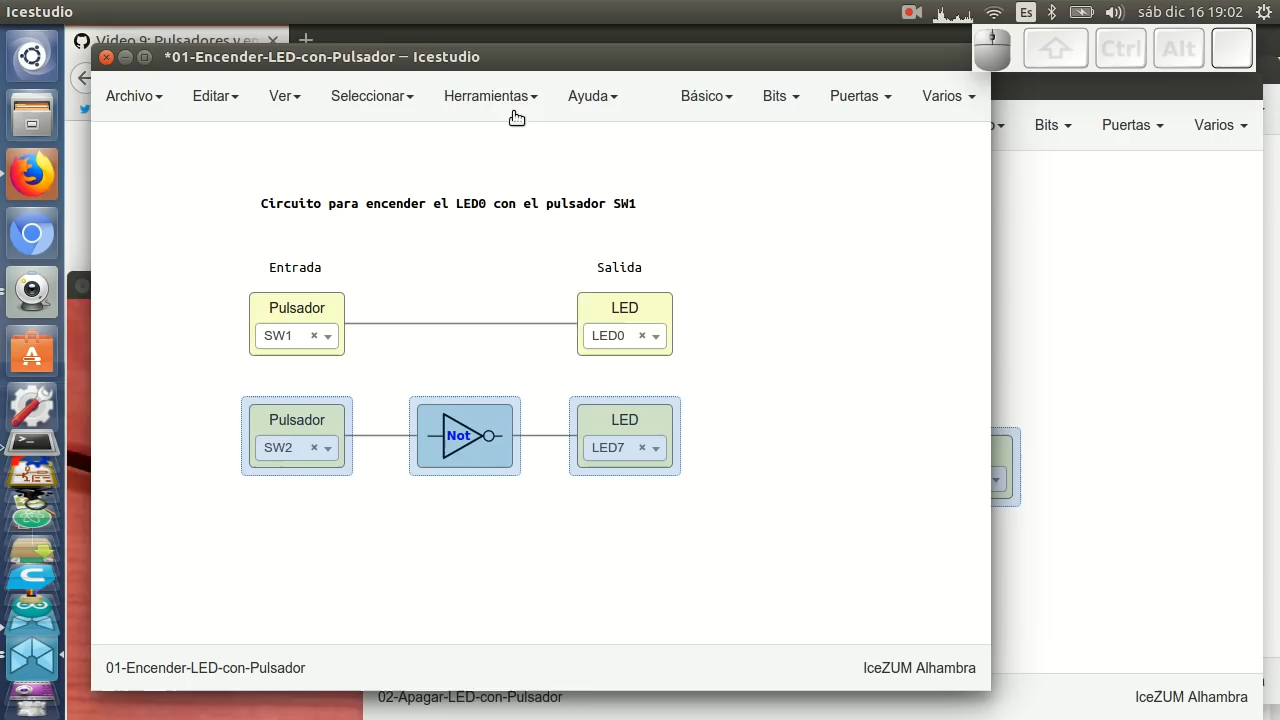 Icestudio
Es
sáb dic 16 19:02
Vídeo 9: Pulsadores y
*01-Encender-LED-con-Pulsador — Icestudio
Ctrl
Alt
Archivo
Editar
Ver
Seleccionar
Herramientas
Ayuda
Básico
Bits
Puertas
Varios
Bits
Puertas
Varios
Circuito para encender el LED0 con el pulsador SW1
Entrada
Salida
Pulsador
SW1
LED
LED0
Pulsador
SW2
Not
LED
LED7
01-Encender-LED-con-Pulsador
IceZUM Alhambra
02-Apagar-LED-con-Pulsador
IceZUM Alhambra